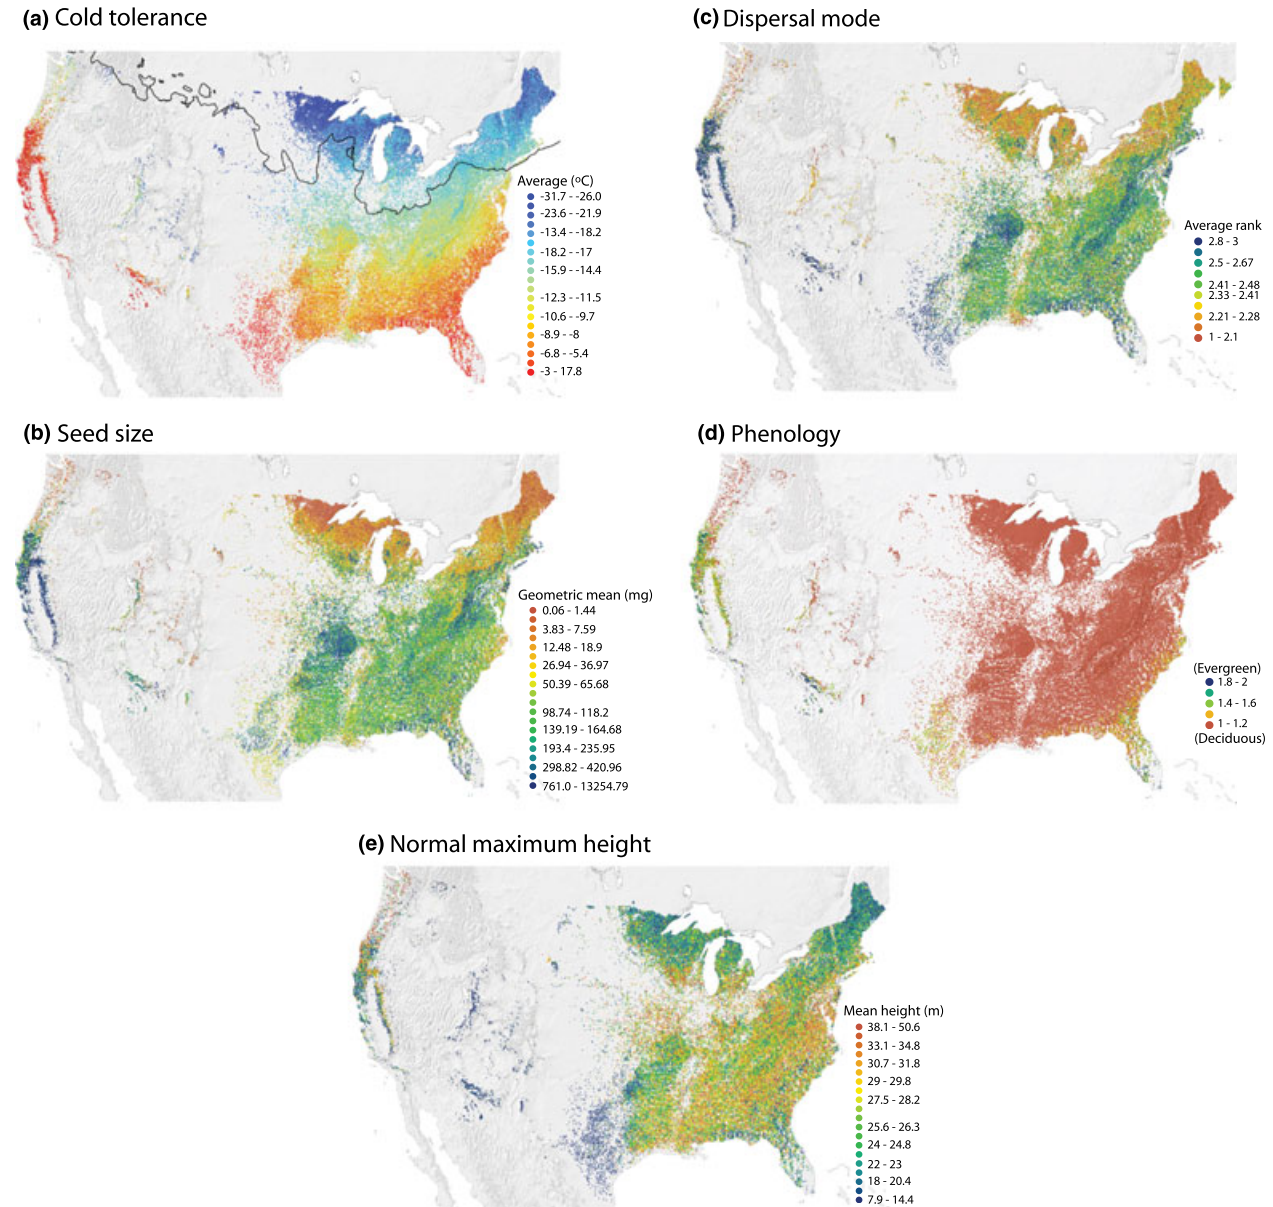 (a) Cold tolerance
Average (ºC)
-31.7 - -26.0
-23.6 - -21.9
-13.4 - -18.2
-18.2 - -17
-15.9 - -14.4
-12.3 - -11.5
-10.6 - -9.7
-8.9 - -8
-6.8 - -5.4
-3 - 17.8
(c) Dispersal mode
Average rank
2.8 - 3
2.5 - 2.67
2.41 - 2.48
2.33 - 2.41
2.21 - 2.28
1 - 2.1
(b) Seed size
Geometric mean (mg)
0.06 - 1.44
3.83 - 7.59
12.48 - 18.9
26.94 - 36.97
50.39 - 65.68
98.74 - 118.2
139.19 - 164.68
193.4 - 235.95
298.82 - 420.96
761.0 - 13254.79
(d) Phenology
(Evergreen)
1.8 - 2
1.4 - 1.6
1 - 1.2
(Deciduous)
(e) Normal maximum height
Mean height (m)
38.1 - 50.6
33.1 - 34.8
30.7 - 31.8
29 - 29.8
27.5 - 28.2
25.6 - 26.3
24 - 24.8
22 - 23
18 - 20.4
7.9 - 14.4